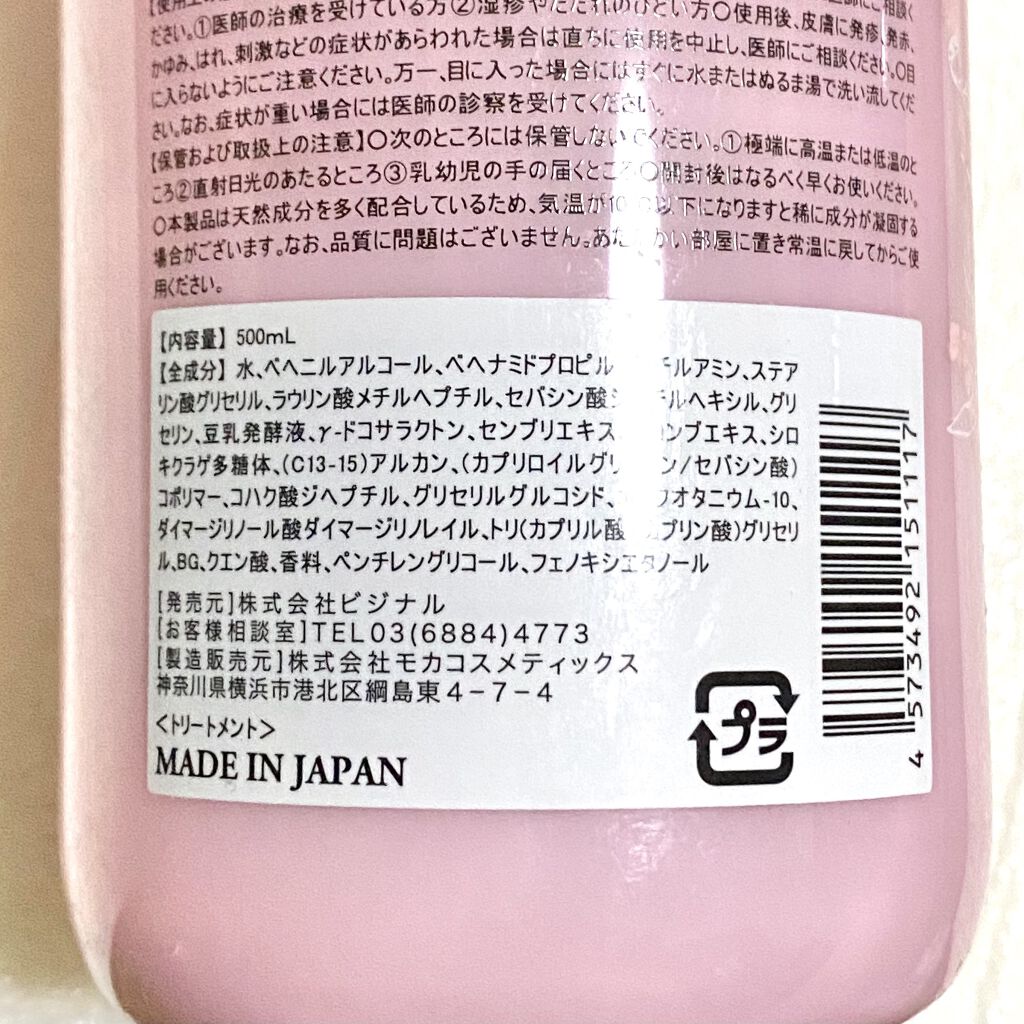 ださい。①医師の治療を受けている方②湿疹やただれのひどい方〇使用後、皮膚に発疹、発赤、
かゆみ、はれ、刺激などの症状があらわれた場合は直ちに使用を中止し、医師にご相談ください。〇目
に入らないようにご注意ください。万一、目に入った場合にはすぐに水またはぬるま湯で洗い流してくだ
さい。なお、症状が重い場合には医師の診察を受けてください。
【保管および取扱上の注意】〇次のところには保管しないでください。①極端に高温または低温のと
ころ②直射日光のあたるところ③乳幼児の手の届くところ〇開封後はなるべく早くお使いください。
〇本製品は天然成分を多く配合しているため、気温が10℃以下になりますと稀に成分が凝固する
場合がございます。なお、品質に問題はございません。あたたかい部屋に置き常温に戻してからご使
用ください。
【内容量】 500mL
【全成分】 水、ベヘニルアルコール、ベヘナミドプロピル チルアミン、ステア
リン酸グリセリル、ラウリン酸メチルヘプチル、セバシン酸 チルヘキシル、グリ
セリン、豆乳発酵液、γ-ドコサラクトン、センブリエキス、 ンブエキス、シロ
キクラゲ多糖体、(C13-15)アルカン、(カプリロイルグリ ン/セバシン酸)
コポリマー、コハク酸ジヘプチル、グリセリルグルコシド、 オタニウム-10、
ダイマージリノール酸ダイマージリノレイル、トリ(カプリル酸 カプリン酸)グリセリ
ル、BG、クエン酸、香料、ペンチレングリコール、フェノキシエタノール
[発売元]株式会社ビジナル
[お客様相談室]TEL03(6884)4773
[製造販売元]株式会社モカコスメティックス
神奈川県横浜市港北区綱島東4-7-4
<トリートメント>
MADE IN JAPAN
プラ
4 573492 151117